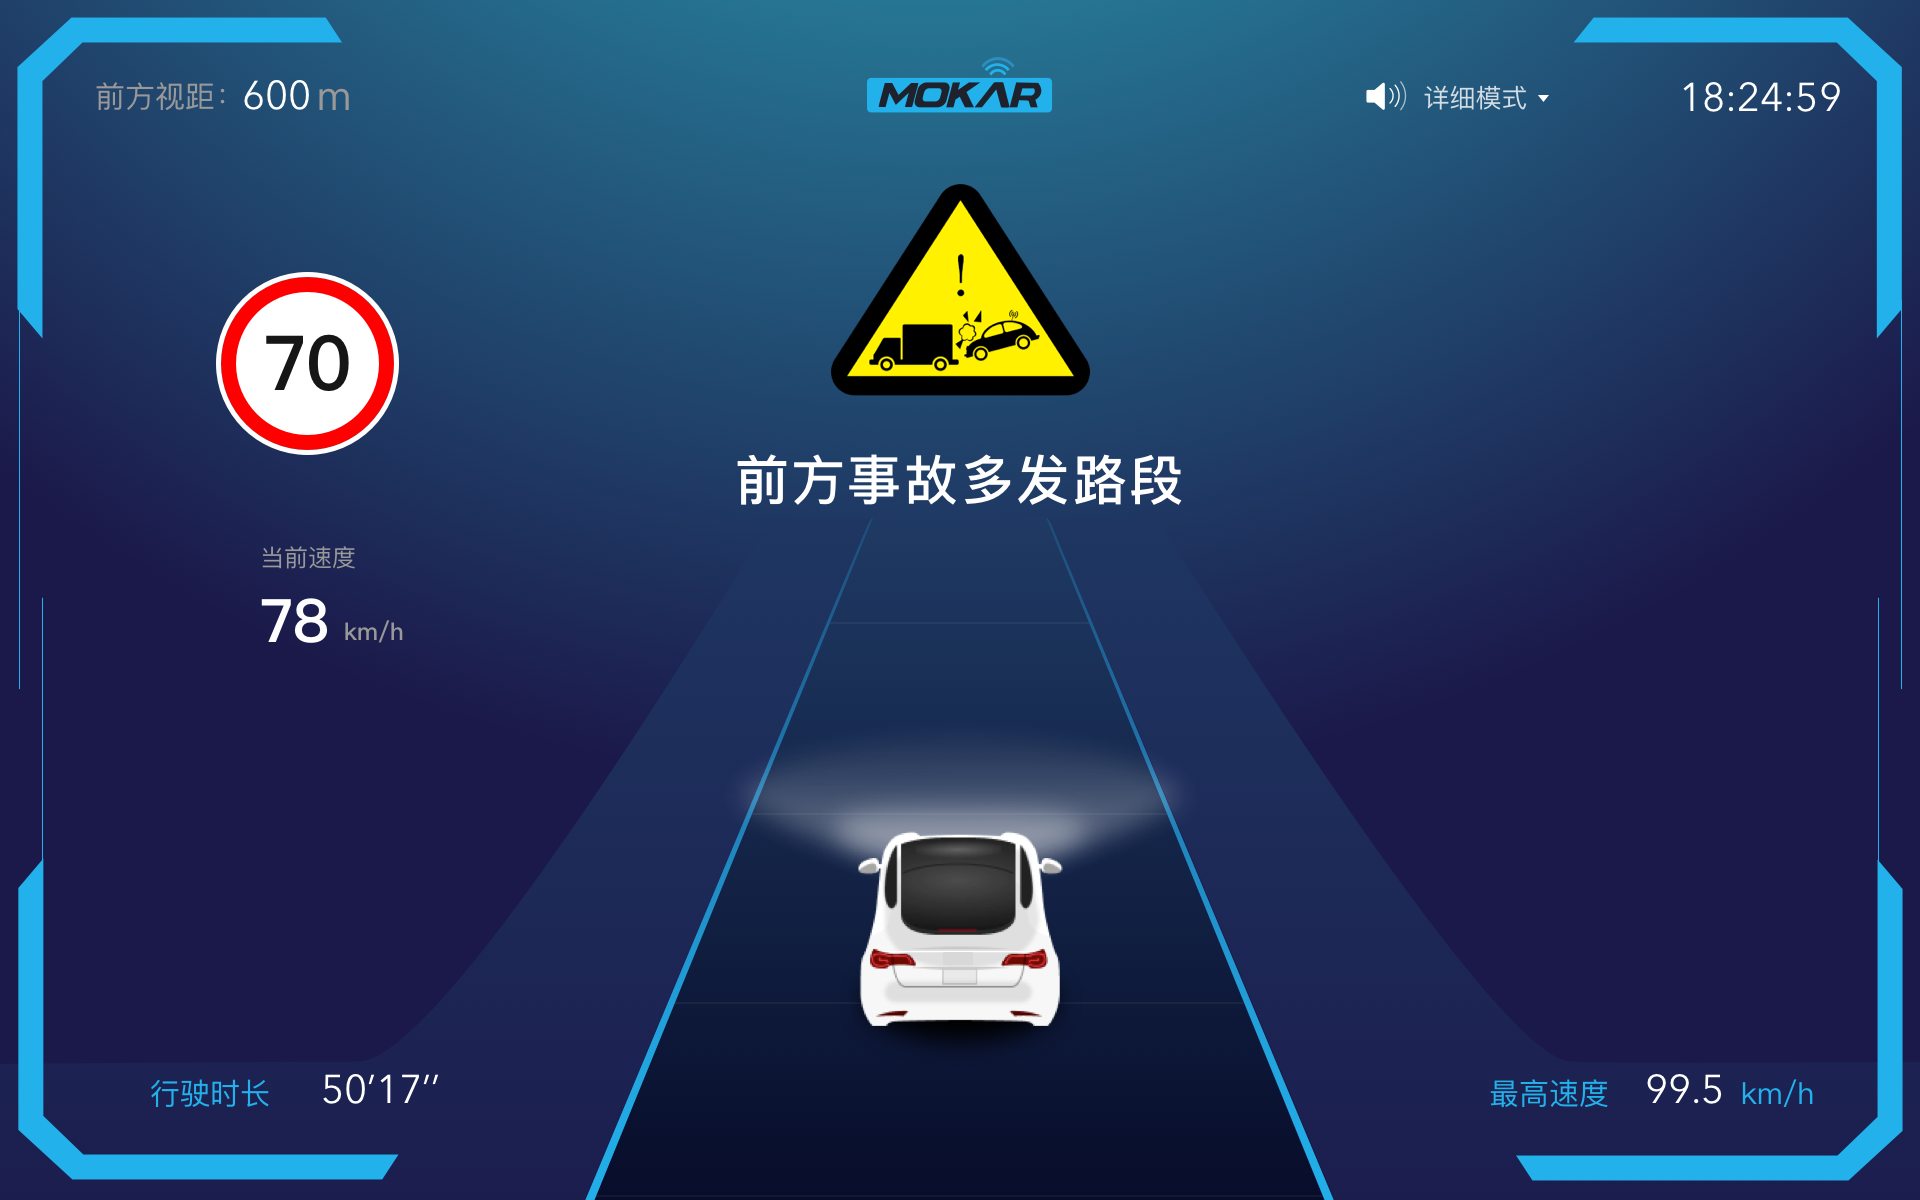 前方视距：600 m
MOKAR
详细模式
18:24:59
!
70
前方事故多发路段
当前速度
78 km/h
行驶时长 50'17''
最高速度 99.5 km/h